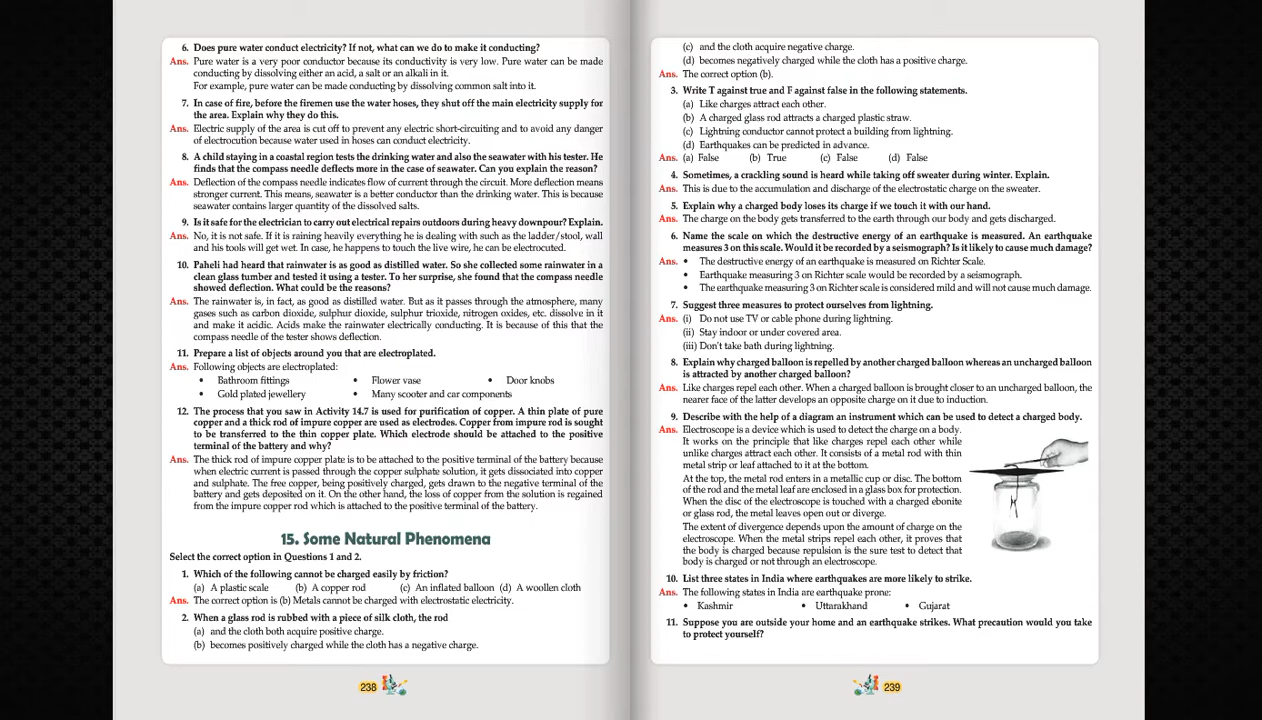 6. Does pure water conduct electricity? If not, what can we do to make it conducting?
Ans. Pure water is a very poor conductor because its conductivity is very low. Pure water can be made
conducting by dissolving either an acid, a salt or an alkali in it.
For example, pure water can be made conducting by dissolving common salt into it.
7. In case of fire, before the firemen use the water hoses, they shut off the main electricity supply for
the area. Explain why they do this.
Ans. Electric supply of the area is cut off to prevent any electric short-circuiting and to avoid any danger
of electrocution because water used in hoses can conduct electricity.
8. A child staying in a coastal region tests the drinking water and also the seawater with his tester. He
finds that the compass needle deflects more in the case of seawater. Can you explain the reason?
Ans. Deflection of the compass needle indicates flow of current through the circuit. More deflection means
stronger current. This means, seawater is a better conductor than the drinking water. This is because
seawater contains larger quantity of the dissolved salts.
9. Is it safe for the electrician to carry out electrical repairs outdoors during heavy downpour? Explain.
Ans. No, it is not safe. If it is raining heavily everything he is dealing with such as the ladder/stool, wall
and his tools will get wet. In case, he happens to touch the live wire, he can be electrocuted.
10. Paheli had heard that rainwater is as good as distilled water. So she collected some rainwater in a
clean glass tumber and tested it using a tester. To her surprise, she found that the compass needle
showed deflection. What could be the reasons?
Ans. The rainwater is, in fact, as good as distilled water. But as it passes through the atmosphere, many
gases such as carbon dioxide, sulphur dioxide, sulphur trioxide, nitrogen oxides, etc. dissolve in it
and make it acidic. Acids make the rainwater electrically conducting. It is because of this that the
compass needle of the tester shows deflection.
11. Prepare a list of objects around you that are electroplated.
Ans. Following objects are electroplated:
• Bathroom fittings • Flower vase • Door knobs
• Gold plated jewellery • Many scooter and car components
12. The process that you saw in Activity 14.7 is used for purification of copper. A thin plate of pure
copper and a thick rod of impure copper are used as electrodes. Copper from impure rod is sought
to be transferred to the thin copper plate. Which electrode should be attached to the positive
terminal of the battery and why?
Ans. The thick rod of impure copper plate is to be attached to the positive terminal of the battery because
when electric current is passed through the copper sulphate solution, it gets dissociated into copper
and sulphate. The free copper, being positively charged, gets drawn to the negative terminal of the
battery and gets deposited on it. On the other hand, the loss of copper from the solution is regained
from the impure copper rod which is attached to the positive terminal of the battery.
15. Some Natural Phenomena
Select the correct option in Questions 1 and 2.
1. Which of the following cannot be charged easily by friction?
(a) A plastic scale (b) A copper rod (c) An inflated balloon (d) A woollen cloth
Ans. The correct option is (b) Metals cannot be charged with electrostatic electricity.
2. When a glass rod is rubbed with a piece of silk cloth, the rod
(a) and the cloth both acquire positive charge.
(b) becomes positively charged while the cloth has a negative charge.
238
(c) and the cloth acquire negative charge.
(d) becomes negatively charged while the cloth has a positive charge.
Ans. The correct option (b).
3. Write T against true and F against false in the following statements.
(a) Like charges attract each other.
(b) A charged glass rod attracts a charged plastic straw.
(c) Lightning conductor cannot protect a building from lightning.
(d) Earthquakes can be predicted in advance.
Ans. (a) False (b) True (c) False (d) False
4. Sometimes, a crackling sound is heard while taking off sweater during winter. Explain.
Ans. This is due to the accumulation and discharge of the electrostatic charge on the sweater.
5. Explain why a charged body loses its charge if we touch it with our hand.
Ans. The charge on the body gets transferred to the earth through our body and gets discharged.
6. Name the scale on which the destructive energy of an earthquake is measured. An earthquake
measures 3 on this scale. Would it be recorded by a seismograph? Is it likely to cause much damage?
Ans. • The destructive energy of an earthquake is measured on Richter Scale.
• Earthquake measuring 3 on Richter scale would be recorded by a seismograph.
• The earthquake measuring 3 on Richter scale is considered mild and will not cause much damage.
7. Suggest three measures to protect ourselves from lightning.
Ans. (i) Do not use TV or cable phone during lightning.
(ii) Stay indoor or under covered area.
(iii) Don't take bath during lightning.
8. Explain why charged balloon is repelled by another charged balloon whereas an uncharged balloon
is attracted by another charged balloon?
Ans. Like charges repel each other. When a charged balloon is brought closer to an uncharged balloon, the
nearer face of the latter develops an opposite charge on it due to induction.
9. Describe with the help of a diagram an instrument which can be used to detect a charged body.
Ans. Electroscope is a device which is used to detect the charge on a body.
It works on the principle that like charges repel each other while
unlike charges attract each other. It consists of a metal rod with thin
metal strip or leaf attached to it at the bottom.
At the top, the metal rod enters in a metallic cup or disc. The bottom
of the rod and the metal leaf are enclosed in a glass box for protection.
When the disc of the electroscope is touched with a charged ebonite
or glass rod, the metal leaves open out or diverge.
The extent of divergence depends upon the amount of charge on the
electroscope. When the metal strips repel each other, it proves that
the body is charged because repulsion is the sure test to detect that
body is charged or not through an electroscope.
10. List three states in India where earthquakes are more likely to strike.
Ans. The following states in India are earthquake prone:
• Kashmir • Uttarakhand • Gujarat
11. Suppose you are outside your home and an earthquake strikes. What precaution would you take
to protect yourself?
239